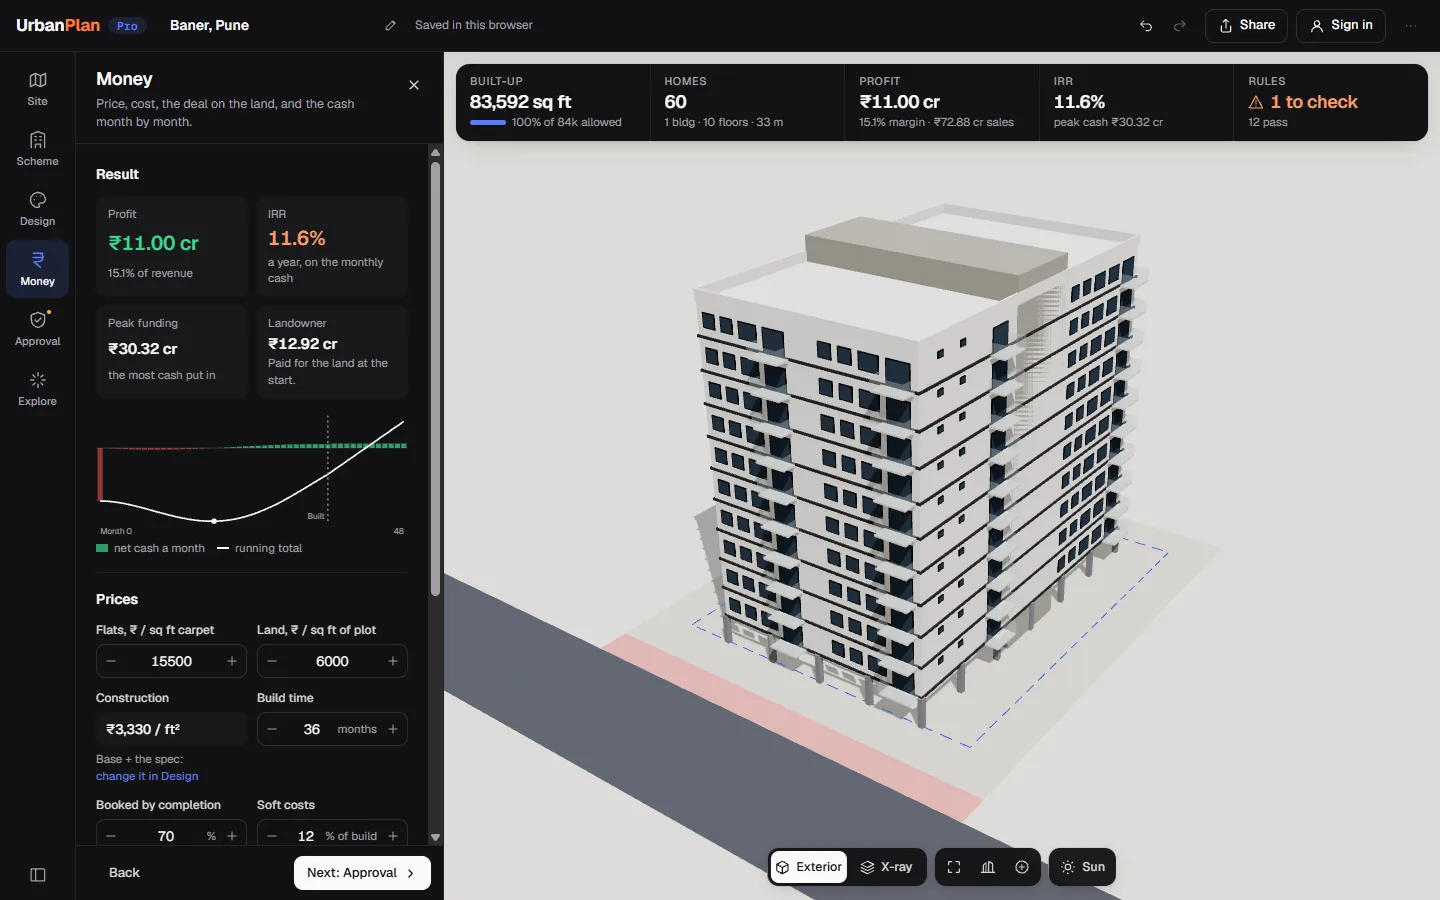 UrbanPlan Pro Baner, Pune Saved in this browser Share Sign in
Site
Scheme
Design
Money
Approval
Explore
Money
Price, cost, the deal on the land, and the cash
month by month.
Result
Profit
₹11.00 cr
15.1% of revenue
IRR
11.6%
a year, on the monthly
cash
Peak funding
₹30.32 cr
the most cash put in
Landowner
₹12.92 cr
Paid for the land at the
start.
Built
Month 0 48
net cash a month running total
Prices
Flats, ₹ / sq ft carpet
− 15500 +
Land, ₹ / sq ft of plot
− 6000 +
Construction
₹3,330 / ft²
Base + the spec:
change it in Design
Build time
− 36 months +
Booked by completion
− 70 % +
Soft costs
− 12 % of build +
Back
Next: Approval
BUILT-UP
83,592 sq ft
100% of 84k allowed
HOMES
60
1 bldg · 10 floors · 33 m
PROFIT
₹11.00 cr
15.1% margin · ₹72.88 cr sales
IRR
11.6%
peak cash ₹30.32 cr
RULES
1 to check
12 pass
Exterior
X-ray
Sun